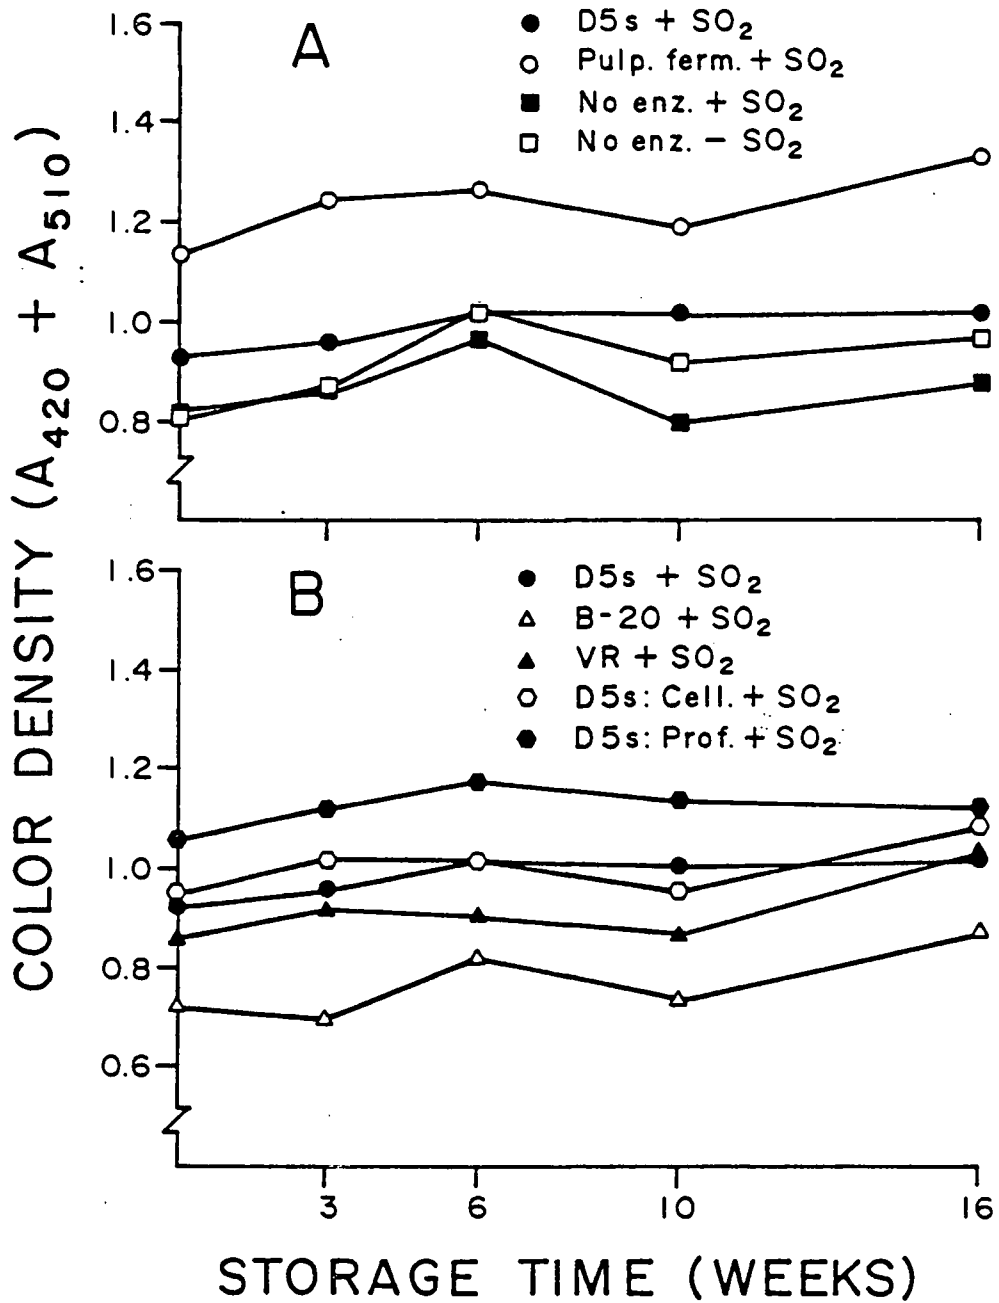 COLOR DENSITY (A420 + A510)
A
D5s + SO2
Pulp. ferm. + SO2
No enz. + SO2
No enz. – SO2
1.6
1.4
1.2
1.0
0.8
B
D5s + SO2
B-20 + SO2
VR + SO2
D5s: Cell. + SO2
D5s: Prof. + SO2
1.6
1.4
1.2
1.0
0.8
0.6
3 6 10 16
STORAGE TIME (WEEKS)